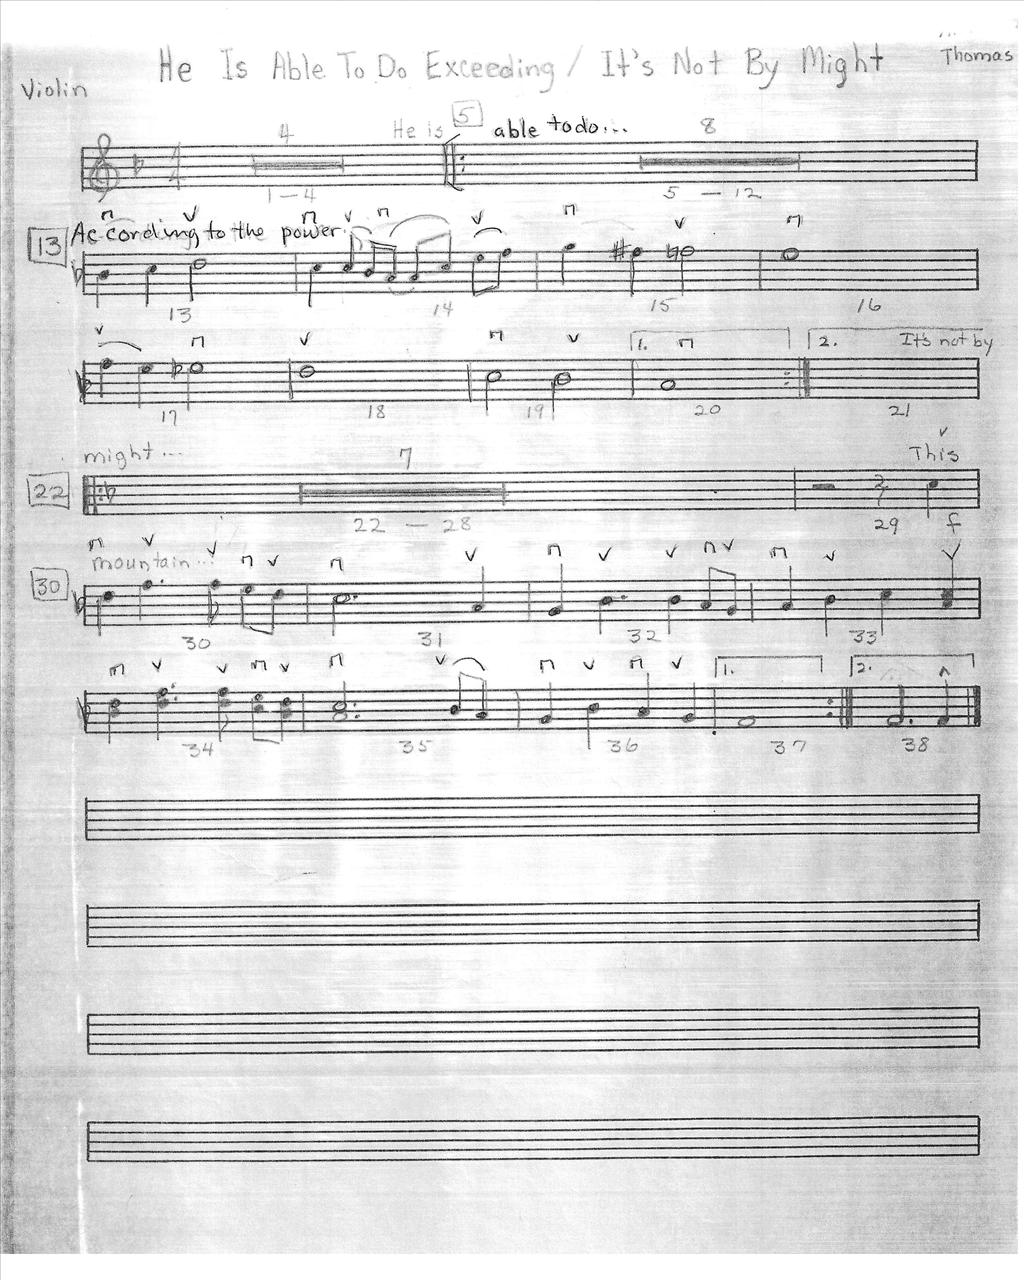 He Is Able To Do Exceeding / It's Not By Might
Thomas
Violin
4 He is 5 able to do... 8
1 — 4 5 — 12
13 According to the power
13 14 15 16
1. 2. It's not by
17 18 19 20 21
might... 7 This
22
22 — 28 29 f
30 mountain...
30 31 32 33
1. 2.
34 35 36 37 38